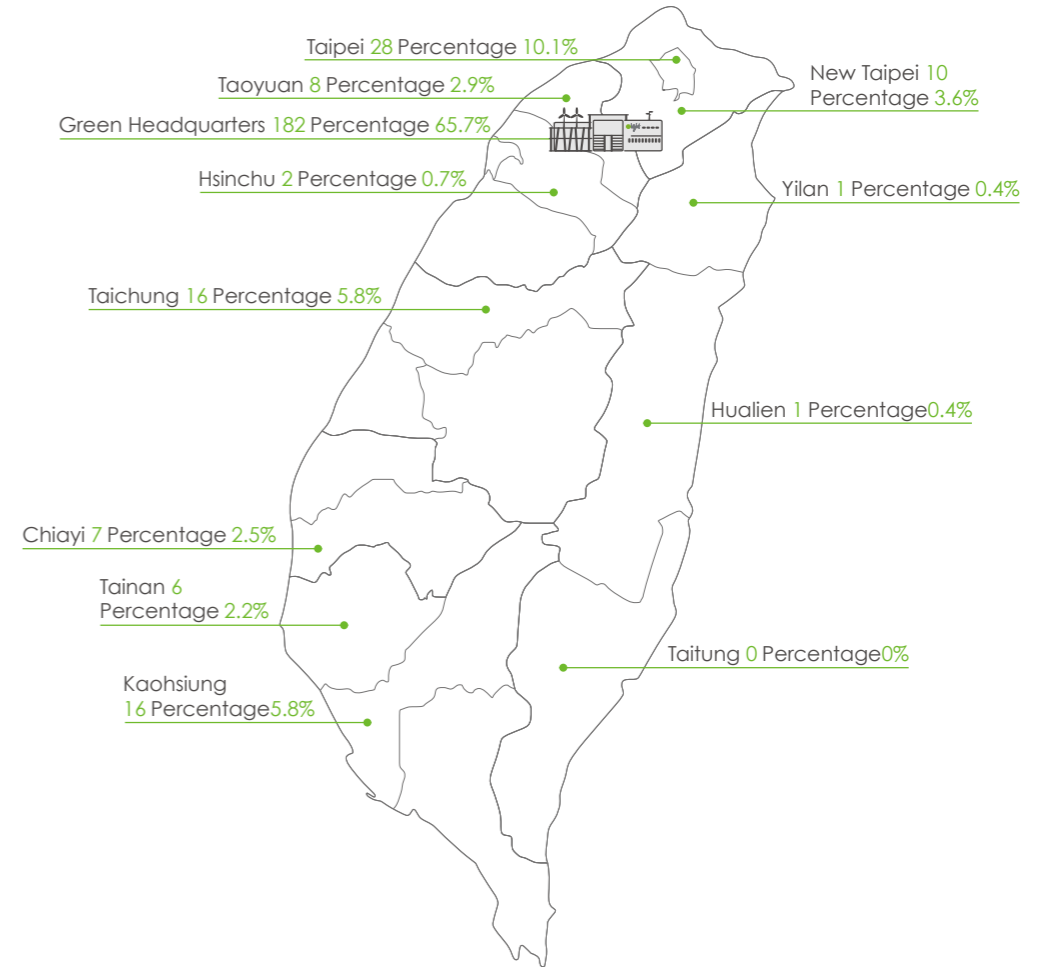 Taipei 28 Percentage 10.1%
Taoyuan 8 Percentage 2.9%
New Taipei 10
Percentage 3.6%
Green Headquarters 182 Percentage 65.7%
Hsinchu 2 Percentage 0.7%
Yilan 1 Percentage 0.4%
Taichung 16 Percentage 5.8%
Hualien 1 Percentage0.4%
Chiayi 7 Percentage 2.5%
Tainan 6
Percentage 2.2%
Taitung 0 Percentage0%
Kaohsiung
16 Percentage5.8%